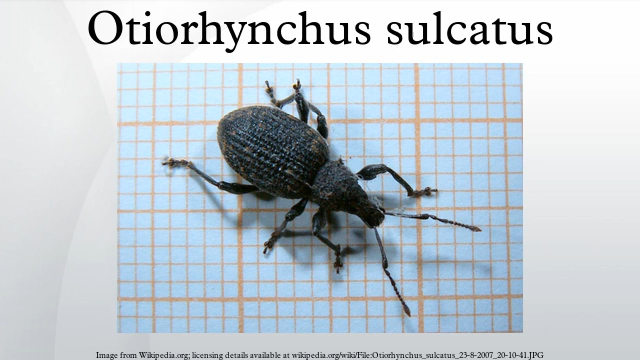 Otiorhynchus sulcatus
Image from Wikipedia.org; licensing details available at wikipedia.org/wiki/File:Otiorhynchus_sulcatus_23-8-2007_20-10-41.JPG